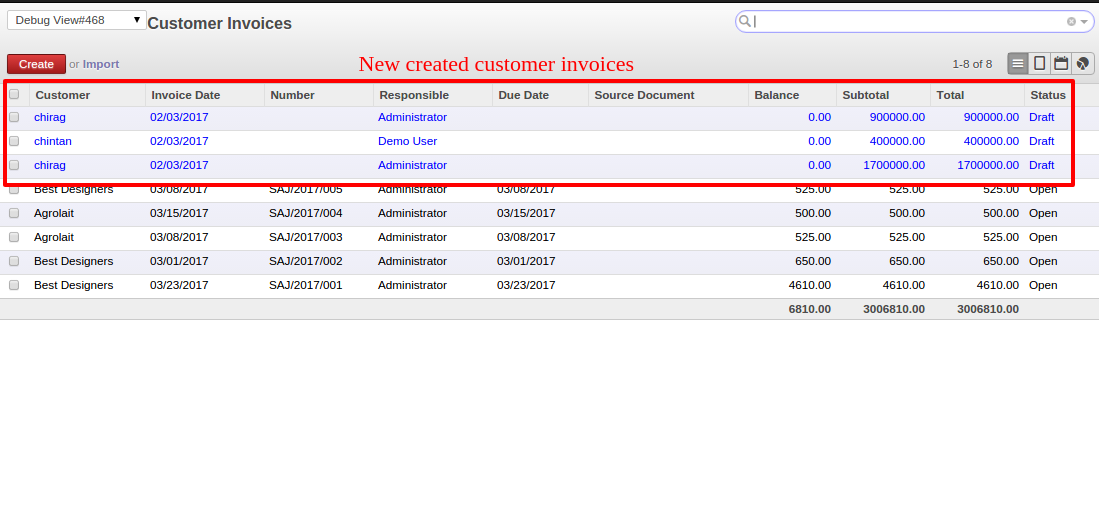 Debug View#468 Customer Invoices
Create or Import New created customer invoices 1-8 of 8
Customer Invoice Date Number Responsible Due Date Source Document Balance Subtotal Total Status
chirag 02/03/2017 Administrator 0.00 900000.00 900000.00 Draft
chintan 02/03/2017 Demo User 0.00 400000.00 400000.00 Draft
chirag 02/03/2017 Administrator 0.00 1700000.00 1700000.00 Draft
Best Designers 03/08/2017 SAJ/2017/005 Administrator 03/08/2017 525.00 525.00 525.00 Open
Agrolait 03/15/2017 SAJ/2017/004 Administrator 03/15/2017 500.00 500.00 500.00 Open
Agrolait 03/08/2017 SAJ/2017/003 Administrator 03/08/2017 525.00 525.00 525.00 Open
Best Designers 03/01/2017 SAJ/2017/002 Administrator 03/01/2017 650.00 650.00 650.00 Open
Best Designers 03/23/2017 SAJ/2017/001 Administrator 03/23/2017 4610.00 4610.00 4610.00 Open
6810.00 3006810.00 3006810.00